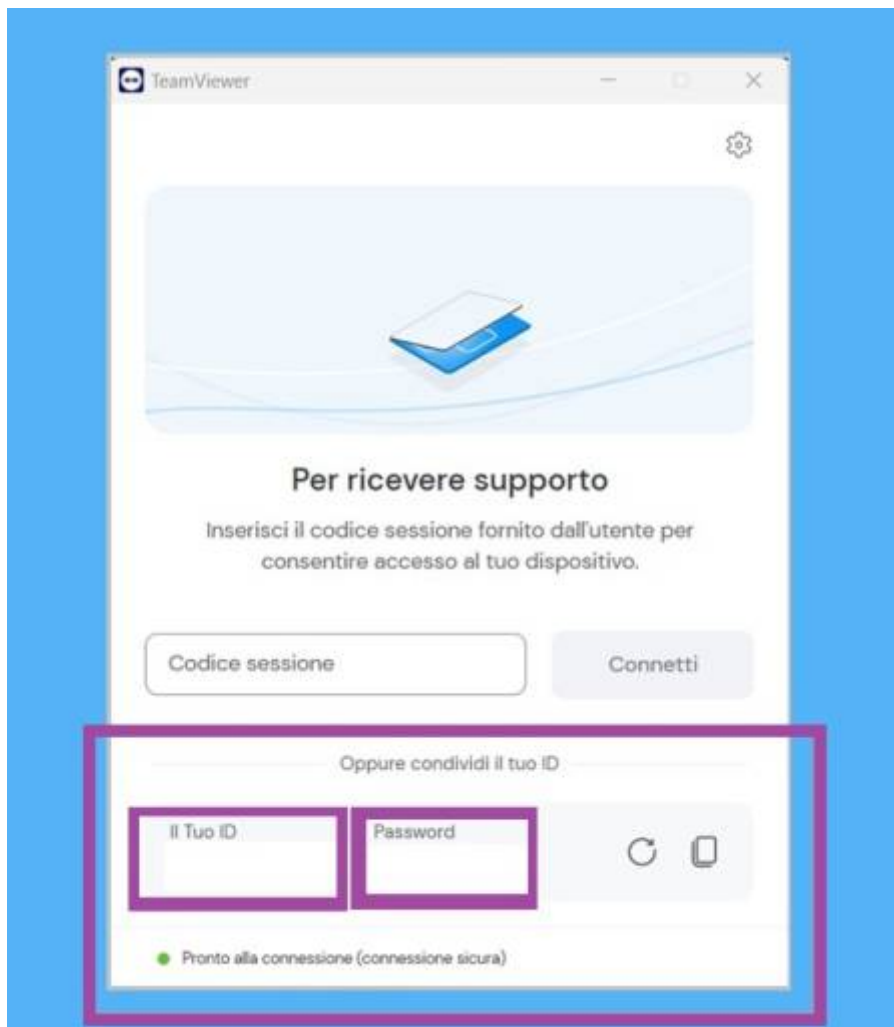 TeamViewer
Per ricevere supporto
Inserisci il codice sessione fornito dall'utente per
consentire accesso al tuo dispositivo.
Codice sessione
Connetti
Oppure condividi il tuo ID
Il Tuo ID
Password
Pronto alla connessione (connessione sicura)